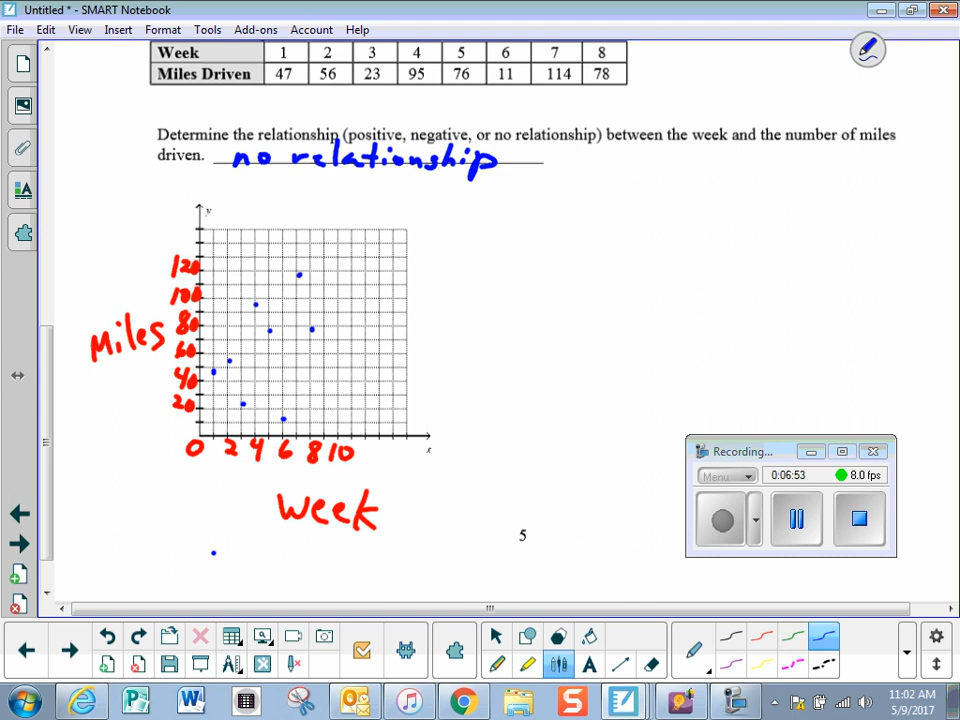 Untitled * - SMART Notebook
File Edit View Insert Format Tools Add-ons Account Help
Week 1 2 3 4 5 6 7 8
Miles Driven 47 56 23 95 76 11 114 78
Determine the relationship (positive, negative, or no relationship) between the week and the number of miles
driven. no relationship
y
120
100
Miles 80
60
40
20
0 2 4 6 8 10
x
Week
5
Recording...
Menu 0:06:53 8.0 fps
11:02 AM
5/9/2017